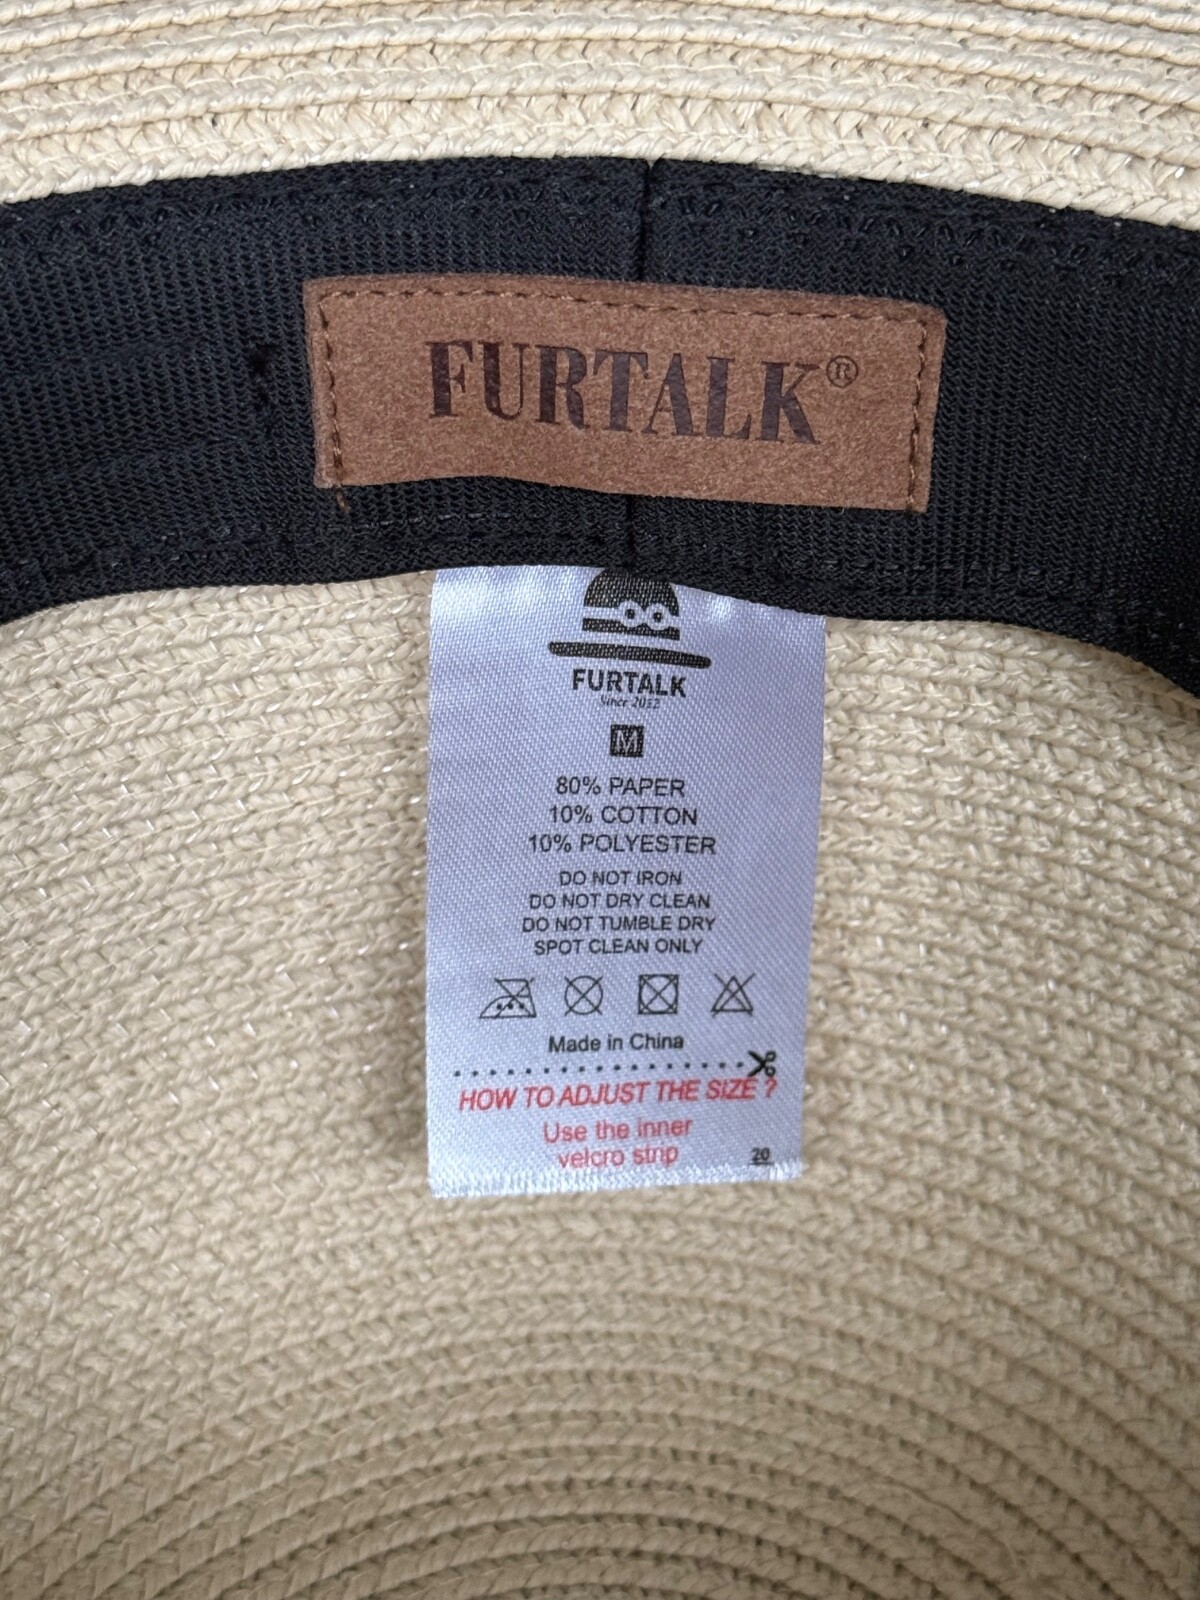 FURTALK®
FURTALK
Since 2012
M
80% PAPER
10% COTTON
10% POLYESTER
DO NOT IRON
DO NOT DRY CLEAN
DO NOT TUMBLE DRY
SPOT CLEAN ONLY
Made in China
HOW TO ADJUST THE SIZE ?
Use the inner
velcro strip
20